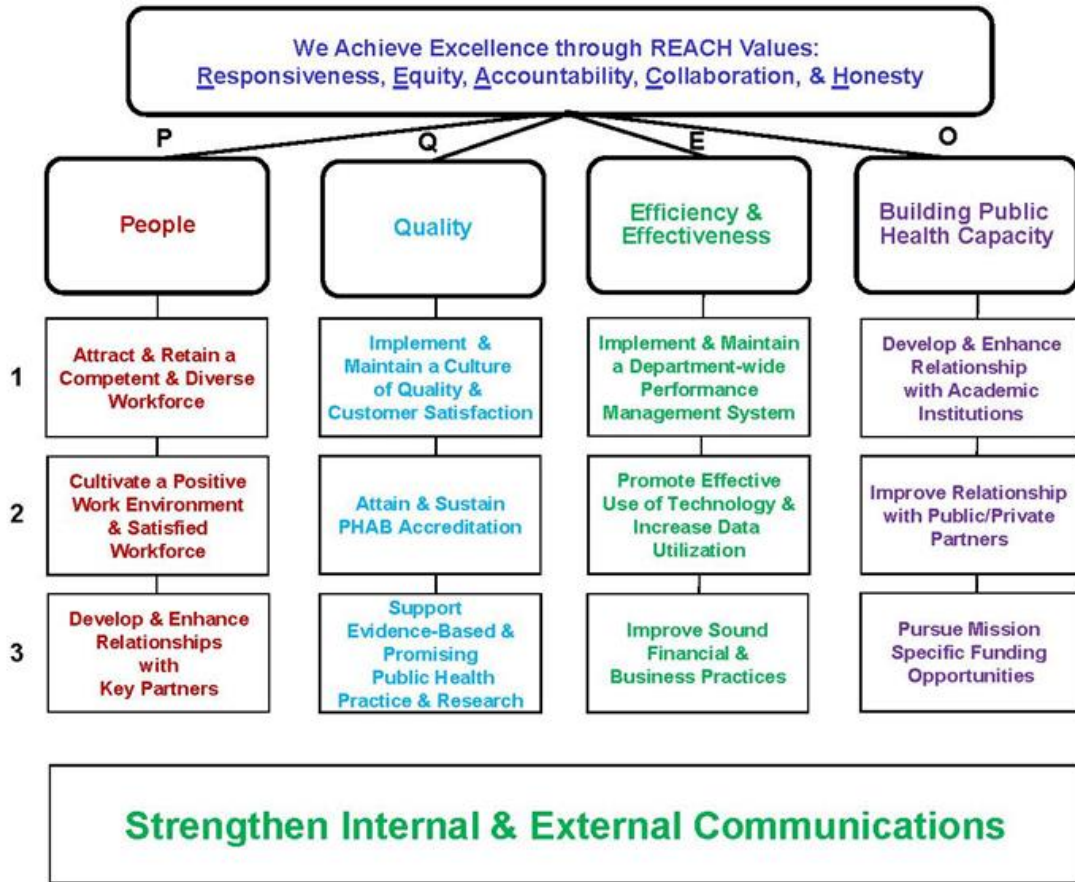 We Achieve Excellence through REACH Values:
Responsiveness, Equity, Accountability, Collaboration, & Honesty
P
Q
E
O
People
Quality
Efficiency &
Effectiveness
Building Public
Health Capacity
1
Attract & Retain a
Competent & Diverse
Workforce
Implement &
Maintain a Culture
of Quality &
Customer Satisfaction
Implement & Maintain
a Department-wide
Performance
Management System
Develop & Enhance
Relationship
with Academic
Institutions
2
Cultivate a Positive
Work Environment
& Satisfied
Workforce
Attain & Sustain
PHAB Accreditation
Promote Effective
Use of Technology &
Increase Data
Utilization
Improve Relationship
with Public/Private
Partners
3
Develop & Enhance
Relationships
with
Key Partners
Support
Evidence-Based &
Promising
Public Health
Practice & Research
Improve Sound
Financial &
Business Practices
Pursue Mission
Specific Funding
Opportunities
Strengthen Internal & External Communications